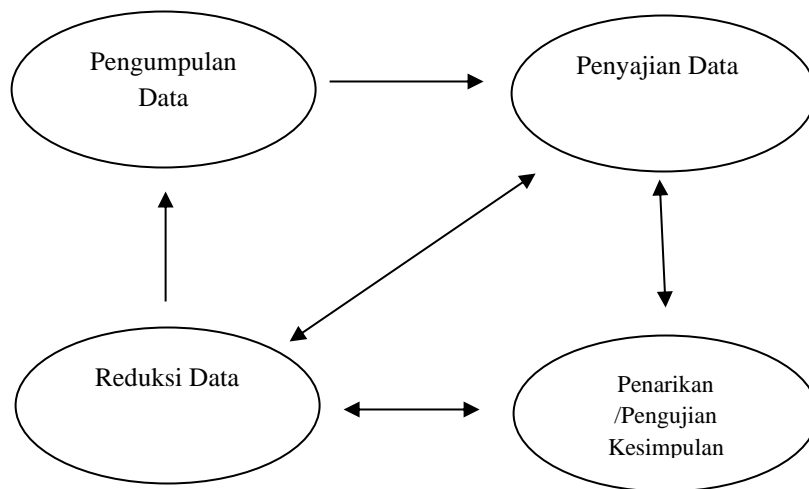 Pengumpulan
Data
Penyajian Data
Reduksi Data
Penarikan
/Pengujian
Kesimpulan